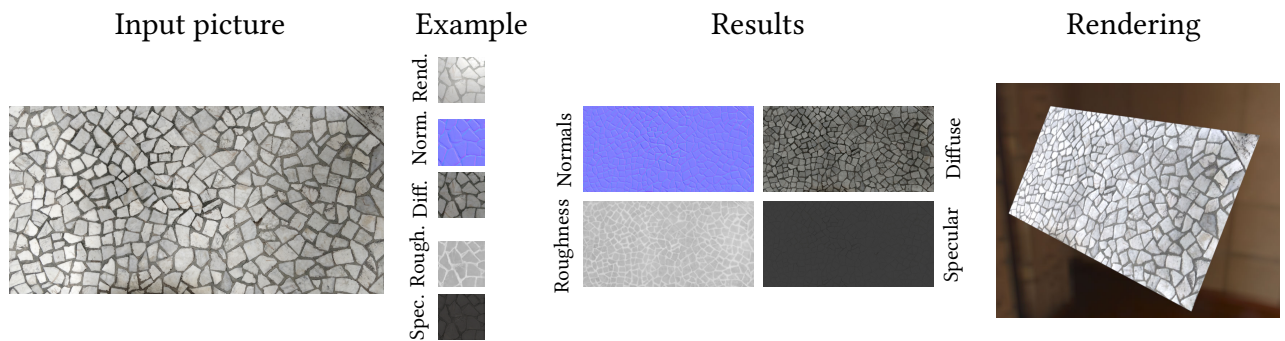 Input picture
Example
Results
Rendering
Rend.
Norm.
Diff.
Rough.
Spec.
Normals
Diffuse
Roughness
Specular